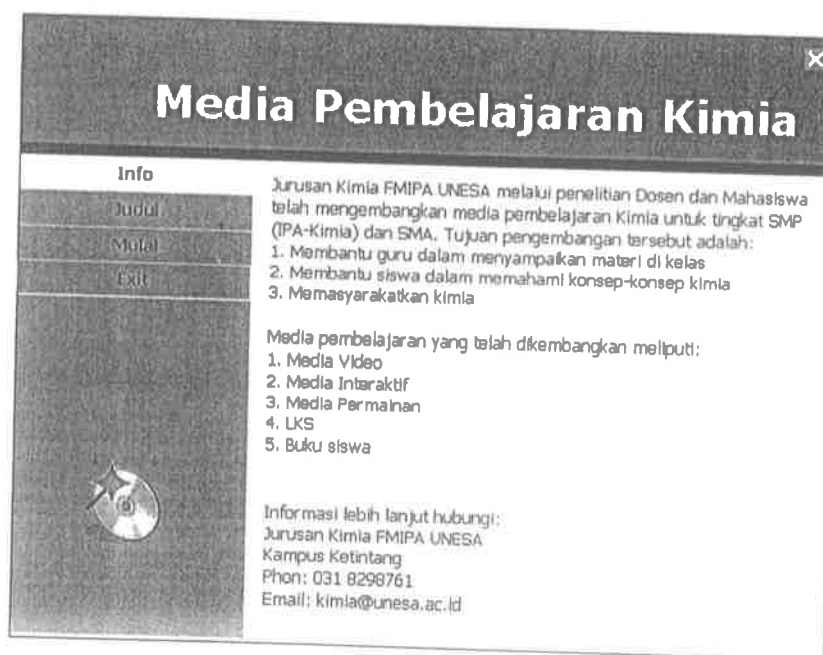 Media Pembelajaran Kimia
Info
Judul
Mulai
Exit
Jurusan Kimia FMIPA UNESA melalui penelitian Dosen dan Mahasiswa
telah mengembangkan media pembelajaran Kimia untuk tingkat SMP
(IPA-Kimia) dan SMA. Tujuan pengembangan tersebut adalah:
1. Membantu guru dalam menyampaikan materi di kelas
2. Membantu siswa dalam memahami konsep-konsep kimia
3. Memasyarakatkan kimia
Media pembelajaran yang telah dikembangkan meliputi:
1. Media Video
2. Media Interaktif
3. Media Permainan
4. LKS
5. Buku siswa
Informasi lebih lanjut hubungi:
Jurusan Kimia FMIPA UNESA
Kampus Ketintang
Phon: 031 8298761
Email: kimia@unesa.ac.id